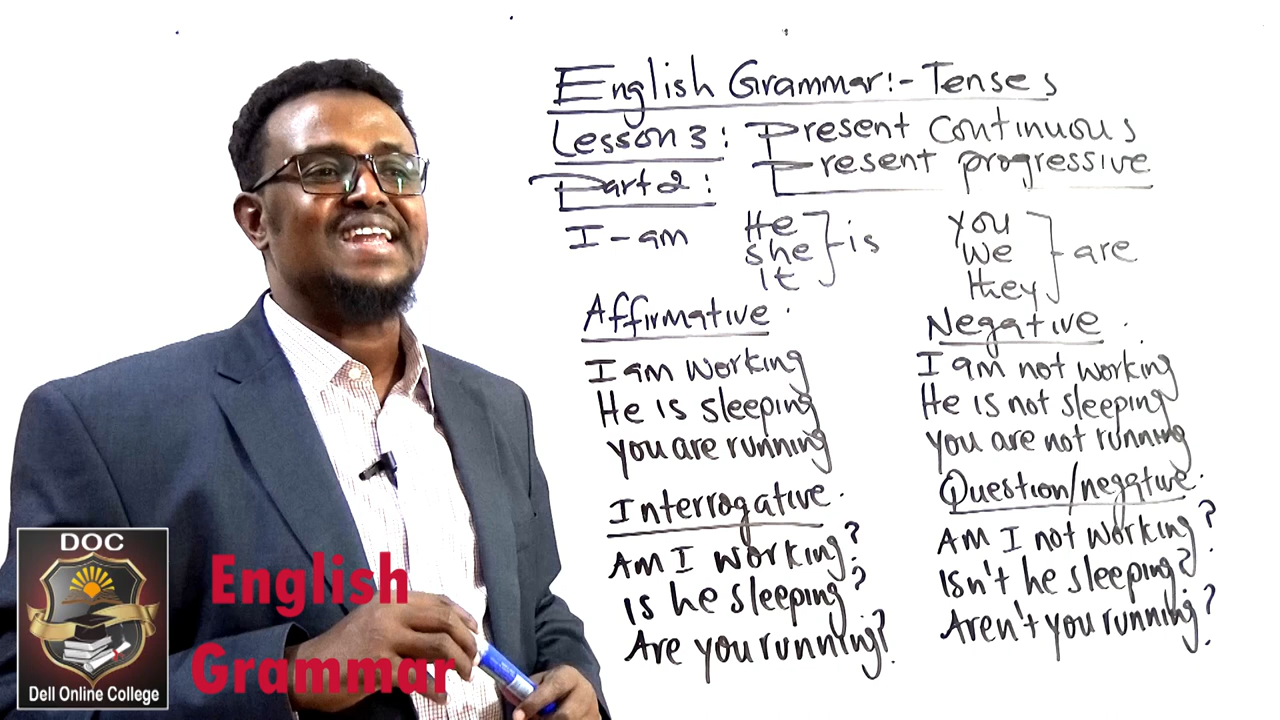 English Grammar:- Tenses
Lesson 3: Present continuous
Part 2: Present progressive
I - am
He
she
It
is
you
we
they
are
Affirmative.
I am working
He is sleeping
you are running
Negative.
I am not working
He is not sleeping
you are not running
Interrogative.
Am I working?
Is he sleeping?
Are you running?
Question/negative.
Am I not working?
Isn't he sleeping?
Aren't you running?
DOC
Dell Online College
English
Grammar